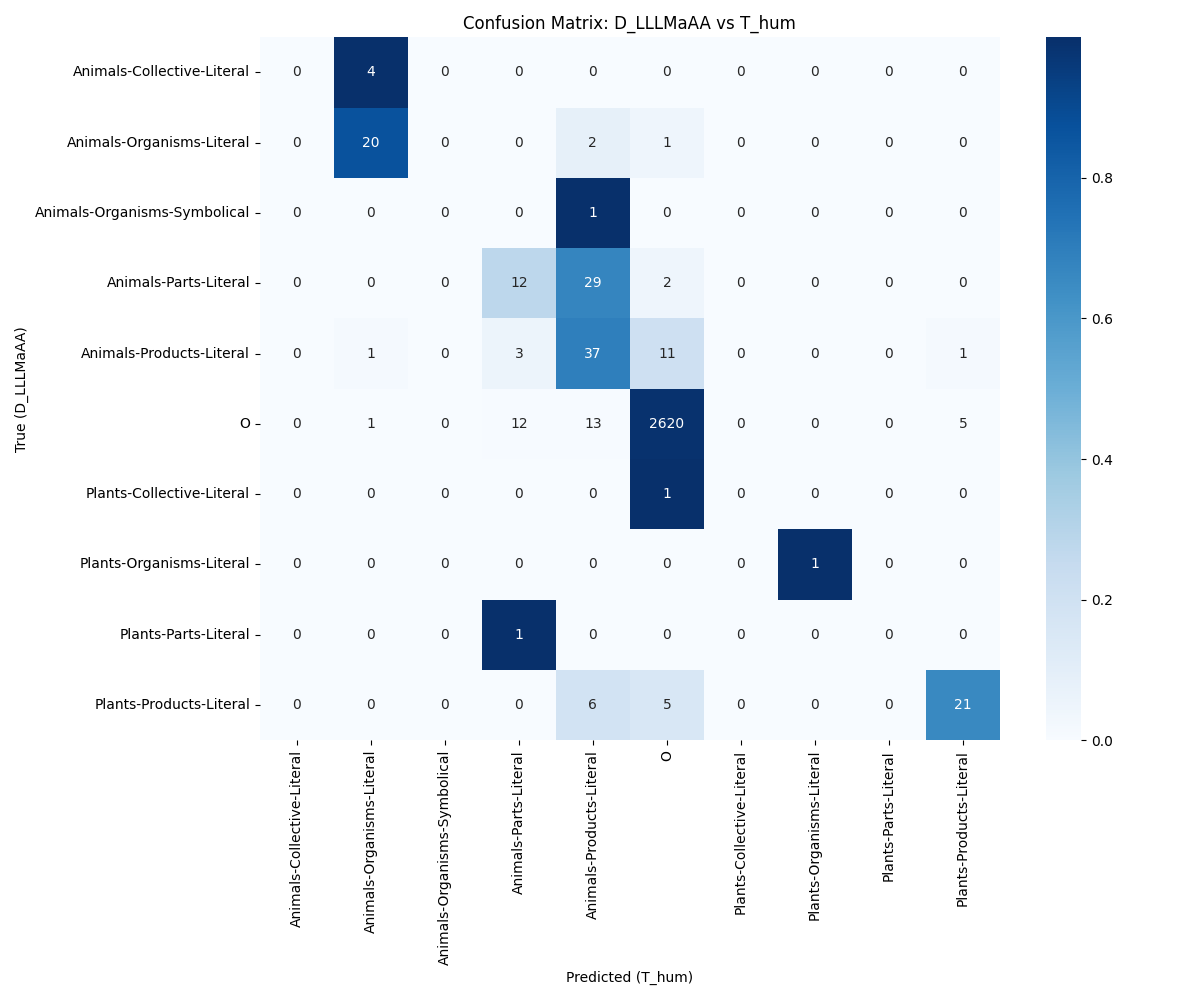 Confusion Matrix: D_LLLMaAA vs T_hum
True (D_LLLMaAA)
Animals-Collective-Literal 0 4 0 0 0 0 0 0 0 0
Animals-Organisms-Literal 0 20 0 0 2 1 0 0 0 0
Animals-Organisms-Symbolical 0 0 0 0 1 0 0 0 0 0
Animals-Parts-Literal 0 0 0 12 29 2 0 0 0 0
Animals-Products-Literal 0 1 0 3 37 11 0 0 0 1
O 0 1 0 12 13 2620 0 0 0 5
Plants-Collective-Literal 0 0 0 0 0 1 0 0 0 0
Plants-Organisms-Literal 0 0 0 0 0 0 0 1 0 0
Plants-Parts-Literal 0 0 0 1 0 0 0 0 0 0
Plants-Products-Literal 0 0 0 0 6 5 0 0 0 21
Animals-Collective-Literal
Animals-Organisms-Literal
Animals-Organisms-Symbolical
Animals-Parts-Literal
Animals-Products-Literal
O
Plants-Collective-Literal
Plants-Organisms-Literal
Plants-Parts-Literal
Plants-Products-Literal
Predicted (T_hum)
0.8
0.6
0.4
0.2
0.0